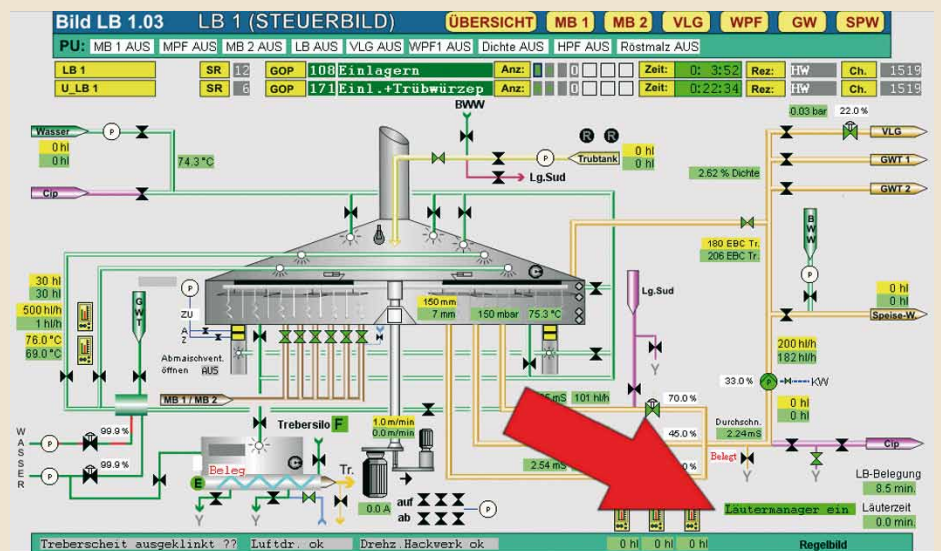 Bild LB 1.03 LB 1 (STEUERBILD) ÜBERSICHT MB 1 MB 2 VLG WPF GW SPW
PU: MB 1 AUS MPF AUS MB 2 AUS LB AUS VLG AUS WPF1 AUS Dichte AUS HPF AUS Röstmalz AUS
LB 1 SR 12 GOP 108 Einlagern Anz: 0 Zeit: 0: 3:52 Rez: HW Ch. 1519
U_LB 1 SR 6 GOP 171 Einl.+Trübwürzep Anz: 0 Zeit: 0:22:34 Rez: HW Ch. 1519
BWW
0.03 bar 22.0 %
Wasser P R R VLG
0 hl
0 hl
74.3 °C
P Trubtank 0 hl
0 hl
GWT 1
2.62 % Dichte
Cip Lg.Sud GWT 2
BWW
180 EBC Tr.
206 EBC Tr.
P
30 hl
30 hl
500 hl/h
1 hl/h
76.0 °C
69.0 °C
GWT
P
ZU
A
Z
150 mm
7 mm
150 mbar 75.3 °C
Lg.Sud
0 hl
0 hl
Speise-W.
Abmaischvent.
öffnen AUS
200 hl/h
182 hl/h
33.0 % P KW
MB 1 / MB 2
mS 101 hl/h 70.0 %
Y
0 hl
0 hl
Trebersilo F
1.0 m/min
0.0 m/min
45.0 %
Durchschn.
2.24 mS
WASSER
P 99.9 %
P 99.9 %
Beleg
E
Tr.
2.54 mS
Belegt
Cip
Y Y
LB-Belegung
8.5 min.
0.0 A
auf
ab
P
Läutermanager ein
Läuterzeit
0.0 min.
Y Y
Treberscheit ausgeklinkt ?? Luftdr. ok Drehz.Hackwerk ok 0 hl 0 hl 0 hl Regelbild